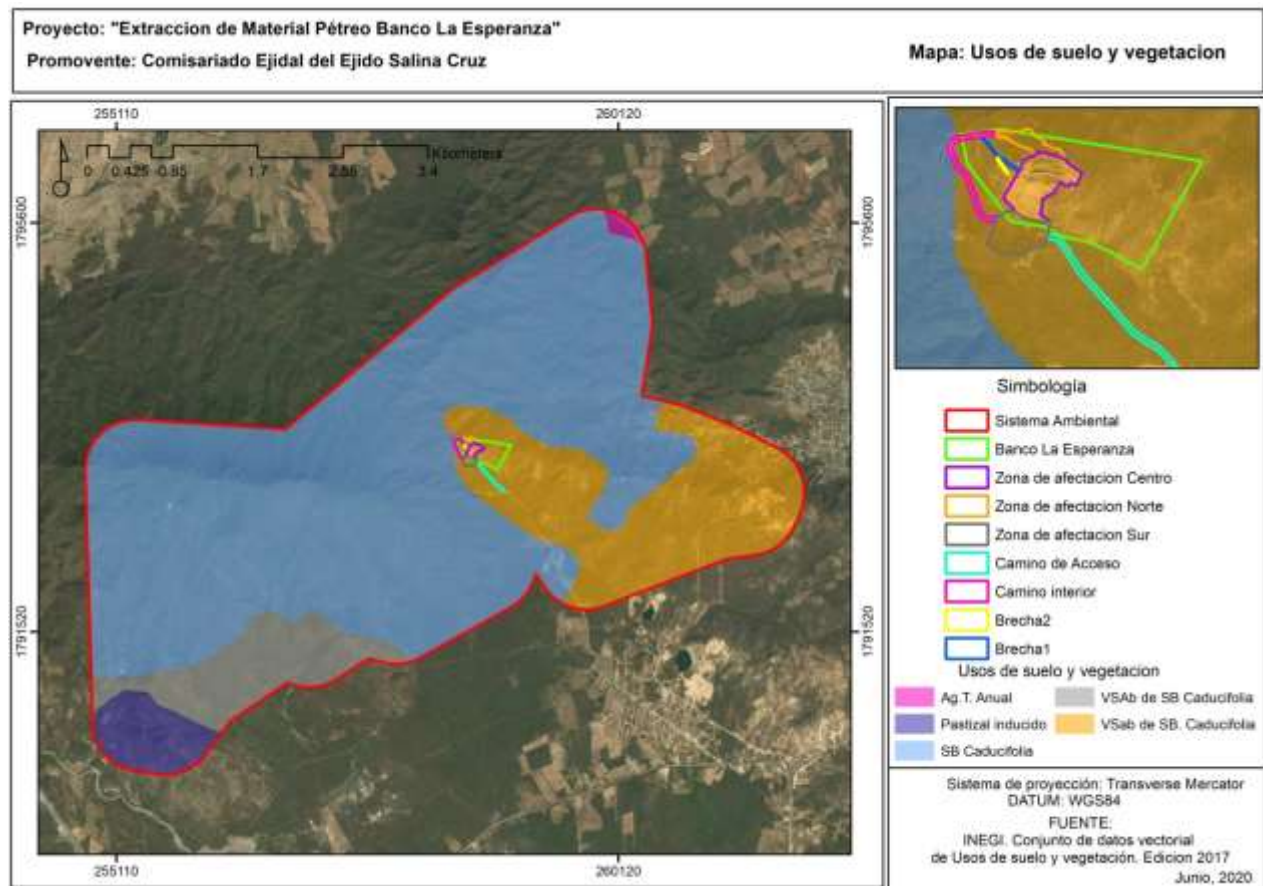 Proyecto: "Extraccion de Material Pétreo Banco La Esperanza"
Promovente: Comisariado Ejidal del Ejido Salina Cruz
Mapa: Usos de suelo y vegetacion
255110
260120
Kilometers
0 0.425 0.85 1.7 2.55 3.4
1795600
1795600
1791520
1791520
255110
260120
Simbología
Sistema Ambiental
Banco La Esperanza
Zona de afectacion Centro
Zona de afectacion Norte
Zona de afectacion Sur
Camino de Acceso
Camino interior
Brecha2
Brecha1
Usos de suelo y vegetacion
Ag.T. Anual
VSAb de SB Caducifolia
Pastizal inducido
VSab de SB. Caducifolia
SB Caducifolia
Sistema de proyección: Transverse Mercator
DATUM: WGS84
FUENTE:
INEGI. Conjunto de datos vectorial
de Usos de suelo y vegetación. Edicion 2017
Junio, 2020